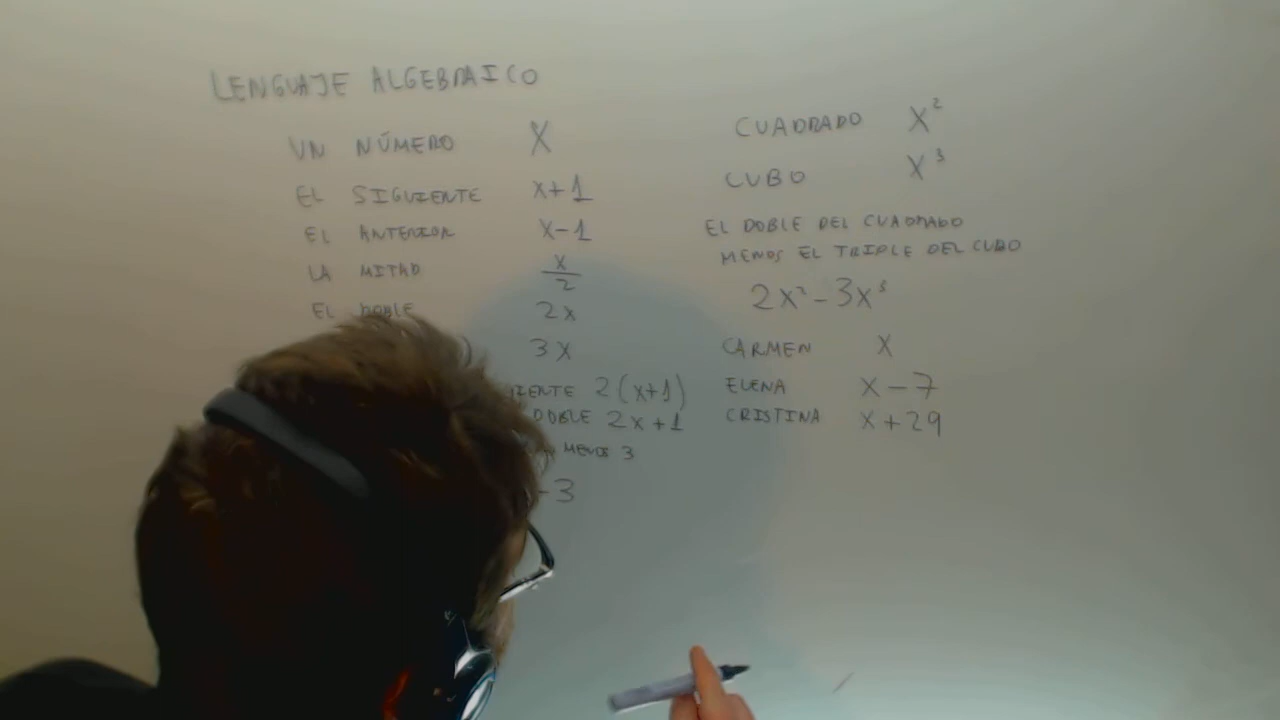 LENGUAJE ALGEBRAICO
UN NÚMERO X
EL SIGUIENTE X+1
EL ANTERIOR X-1
LA MITAD X/2
EL DOBLE 2X
3X
2(X+1)
DOBLE 2X+1
MENOS 3
-3
CUADRADO X²
CUBO X³
EL DOBLE DEL CUADRADO
MENOS EL TRIPLE DEL CUBO
2X²-3X³
CARMEN X
ELENA X-7
CRISTINA X+29